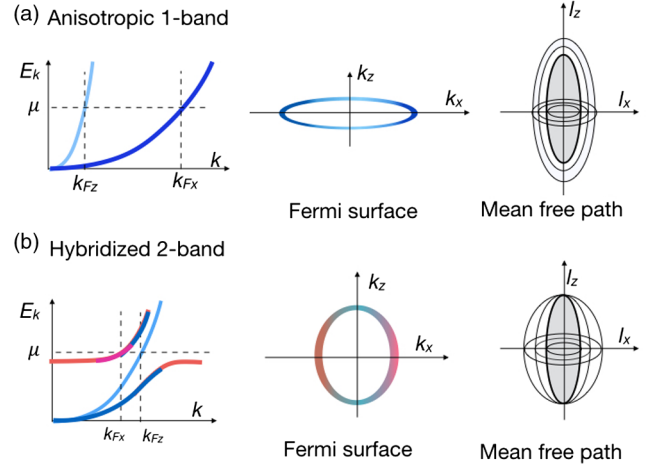 (a) Anisotropic 1-band
E_k
μ
k
k_Fz
k_Fx
k_z
k_x
Fermi surface
l_z
l_x
Mean free path
(b) Hybridized 2-band
E_k
μ
k
k_Fx
k_Fz
k_z
k_x
Fermi surface
l_z
l_x
Mean free path